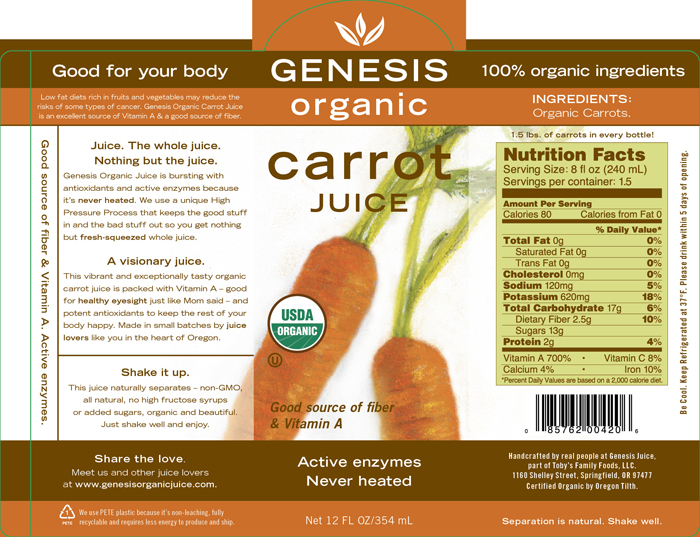 Good for your body
Low fat diets rich in fruits and vegetables may reduce the
risks of some types of cancer. Genesis Organic Carrot Juice
is an excellent source of Vitamin A & a good source of fiber.
Good source of fiber & Vitamin A. Active enzymes.
Juice. The whole juice.
Nothing but the juice.
Genesis Organic Juice is bursting with
antioxidants and active enzymes because
it's never heated. We use a unique High
Pressure Process that keeps the good stuff
in and the bad stuff out so you get nothing
but fresh-squeezed whole juice.
A visionary juice.
This vibrant and exceptionally tasty organic
carrot juice is packed with Vitamin A – good
for healthy eyesight just like Mom said – and
potent antioxidants to keep the rest of your
body happy. Made in small batches by juice
lovers like you in the heart of Oregon.
Shake it up.
This juice naturally separates – non-GMO,
all natural, no high fructose syrups
or added sugars, organic and beautiful.
Just shake well and enjoy.
Share the love.
Meet us and other juice lovers
at www.genesisorganicjuice.com.
PETE
We use PETE plastic because it's non-leaching, fully
recyclable and requires less energy to produce and ship.
GENESIS
organic
carrot
JUICE
USDA
ORGANIC
U
Good source of fiber
& Vitamin A
Active enzymes
Never heated
Net 12 FL OZ/354 mL
100% organic ingredients
INGREDIENTS:
Organic Carrots.
1.5 lbs. of carrots in every bottle!
Nutrition Facts
Serving Size: 8 fl oz (240 mL)
Servings per container: 1.5
Amount Per Serving
Calories 80 Calories from Fat 0
% Daily Value*
Total Fat 0g 0%
Saturated Fat 0g 0%
Trans Fat 0g 0%
Cholesterol 0mg 0%
Sodium 120mg 5%
Potassium 620mg 18%
Total Carbohydrate 17g 6%
Dietary Fiber 2.5g 10%
Sugars 13g
Protein 2g 4%
Vitamin A 700% • Vitamin C 8%
Calcium 4% • Iron 10%
*Percent Daily Values are based on a 2,000 calorie diet.
0 85762 00420 6
Be Cool. Keep Refrigerated at 37°F. Please drink within 5 days of opening.
Handcrafted by real people at Genesis Juice,
part of Toby's Family Foods, LLC.
1160 Shelley Street, Springfield, OR 97477
Certified Organic by Oregon Tilth.
Separation is natural. Shake well.